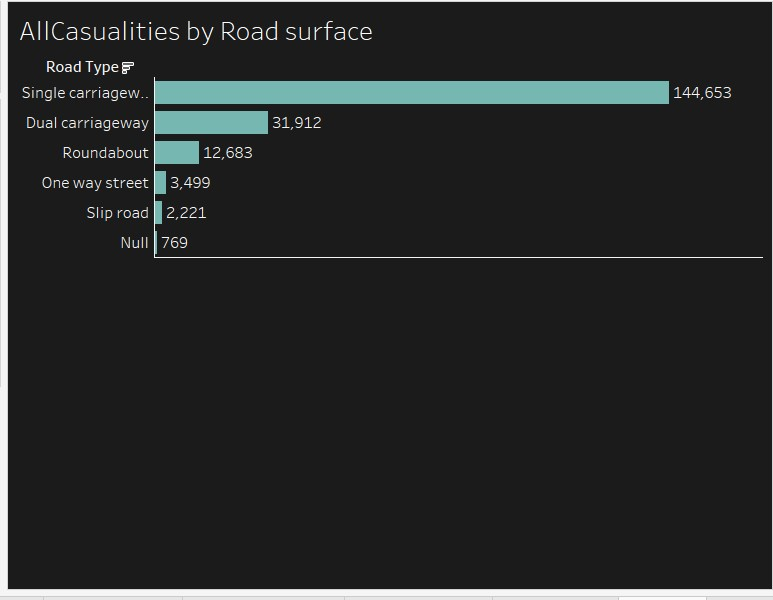 AllCasualities by Road surface
Road Type
Single carriagew.. 144,653
Dual carriageway 31,912
Roundabout 12,683
One way street 3,499
Slip road 2,221
Null 769